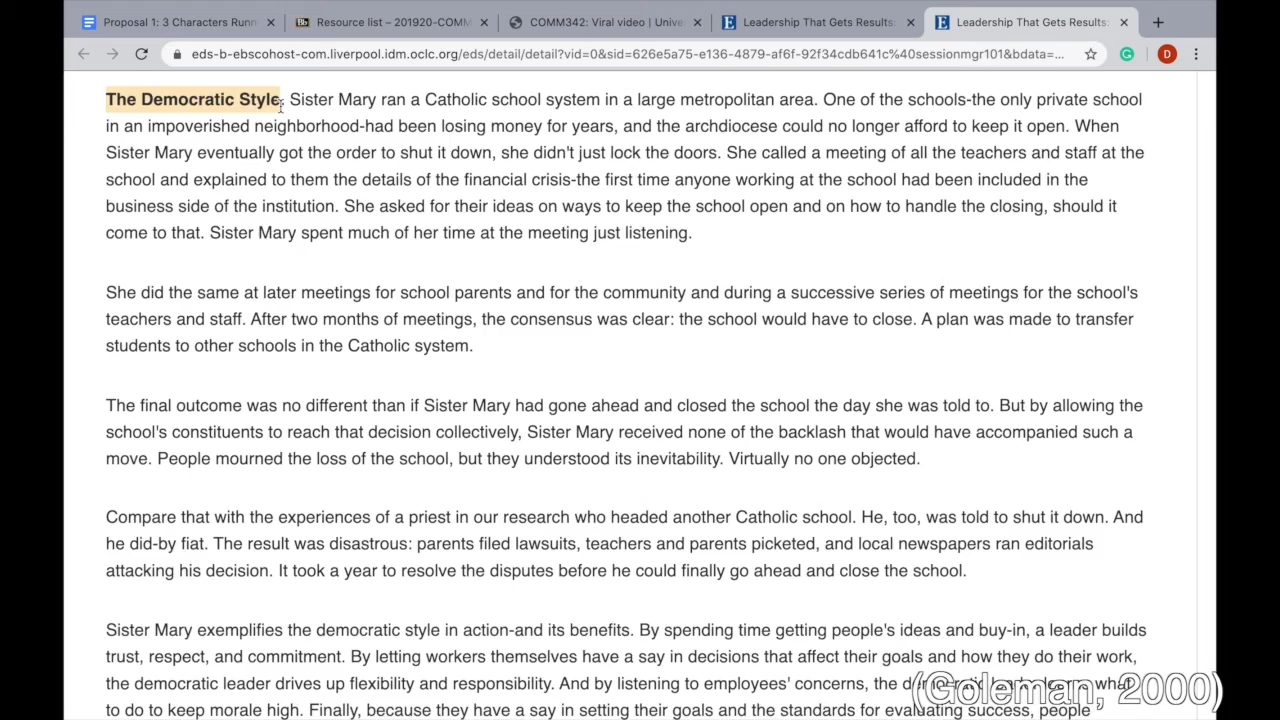 Proposal 1: 3 Characters Runn
Resource list – 201920-COMM
COMM342: Viral video | Unive
Leadership That Gets Results:
Leadership That Gets Results:
eds-b-ebscohost-com.liverpool.idm.oclc.org/eds/detail/detail?vid=0&sid=626e5a75-e136-4879-af6f-92f34cdb641c%40sessionmgr101&bdata=...
D
The Democratic Style. Sister Mary ran a Catholic school system in a large metropolitan area. One of the schools-the only private school
in an impoverished neighborhood-had been losing money for years, and the archdiocese could no longer afford to keep it open. When
Sister Mary eventually got the order to shut it down, she didn't just lock the doors. She called a meeting of all the teachers and staff at the
school and explained to them the details of the financial crisis-the first time anyone working at the school had been included in the
business side of the institution. She asked for their ideas on ways to keep the school open and on how to handle the closing, should it
come to that. Sister Mary spent much of her time at the meeting just listening.
She did the same at later meetings for school parents and for the community and during a successive series of meetings for the school's
teachers and staff. After two months of meetings, the consensus was clear: the school would have to close. A plan was made to transfer
students to other schools in the Catholic system.
The final outcome was no different than if Sister Mary had gone ahead and closed the school the day she was told to. But by allowing the
school's constituents to reach that decision collectively, Sister Mary received none of the backlash that would have accompanied such a
move. People mourned the loss of the school, but they understood its inevitability. Virtually no one objected.
Compare that with the experiences of a priest in our research who headed another Catholic school. He, too, was told to shut it down. And
he did-by fiat. The result was disastrous: parents filed lawsuits, teachers and parents picketed, and local newspapers ran editorials
attacking his decision. It took a year to resolve the disputes before he could finally go ahead and close the school.
Sister Mary exemplifies the democratic style in action-and its benefits. By spending time getting people's ideas and buy-in, a leader builds
trust, respect, and commitment. By letting workers themselves have a say in decisions that affect their goals and how they do their work,
the democratic leader drives up flexibility and responsibility. And by listening to employees' concerns, the what
(Goleman, 2000)
to do to keep morale high. Finally, because they have a say in setting their goals and the standards for evaluating success, people